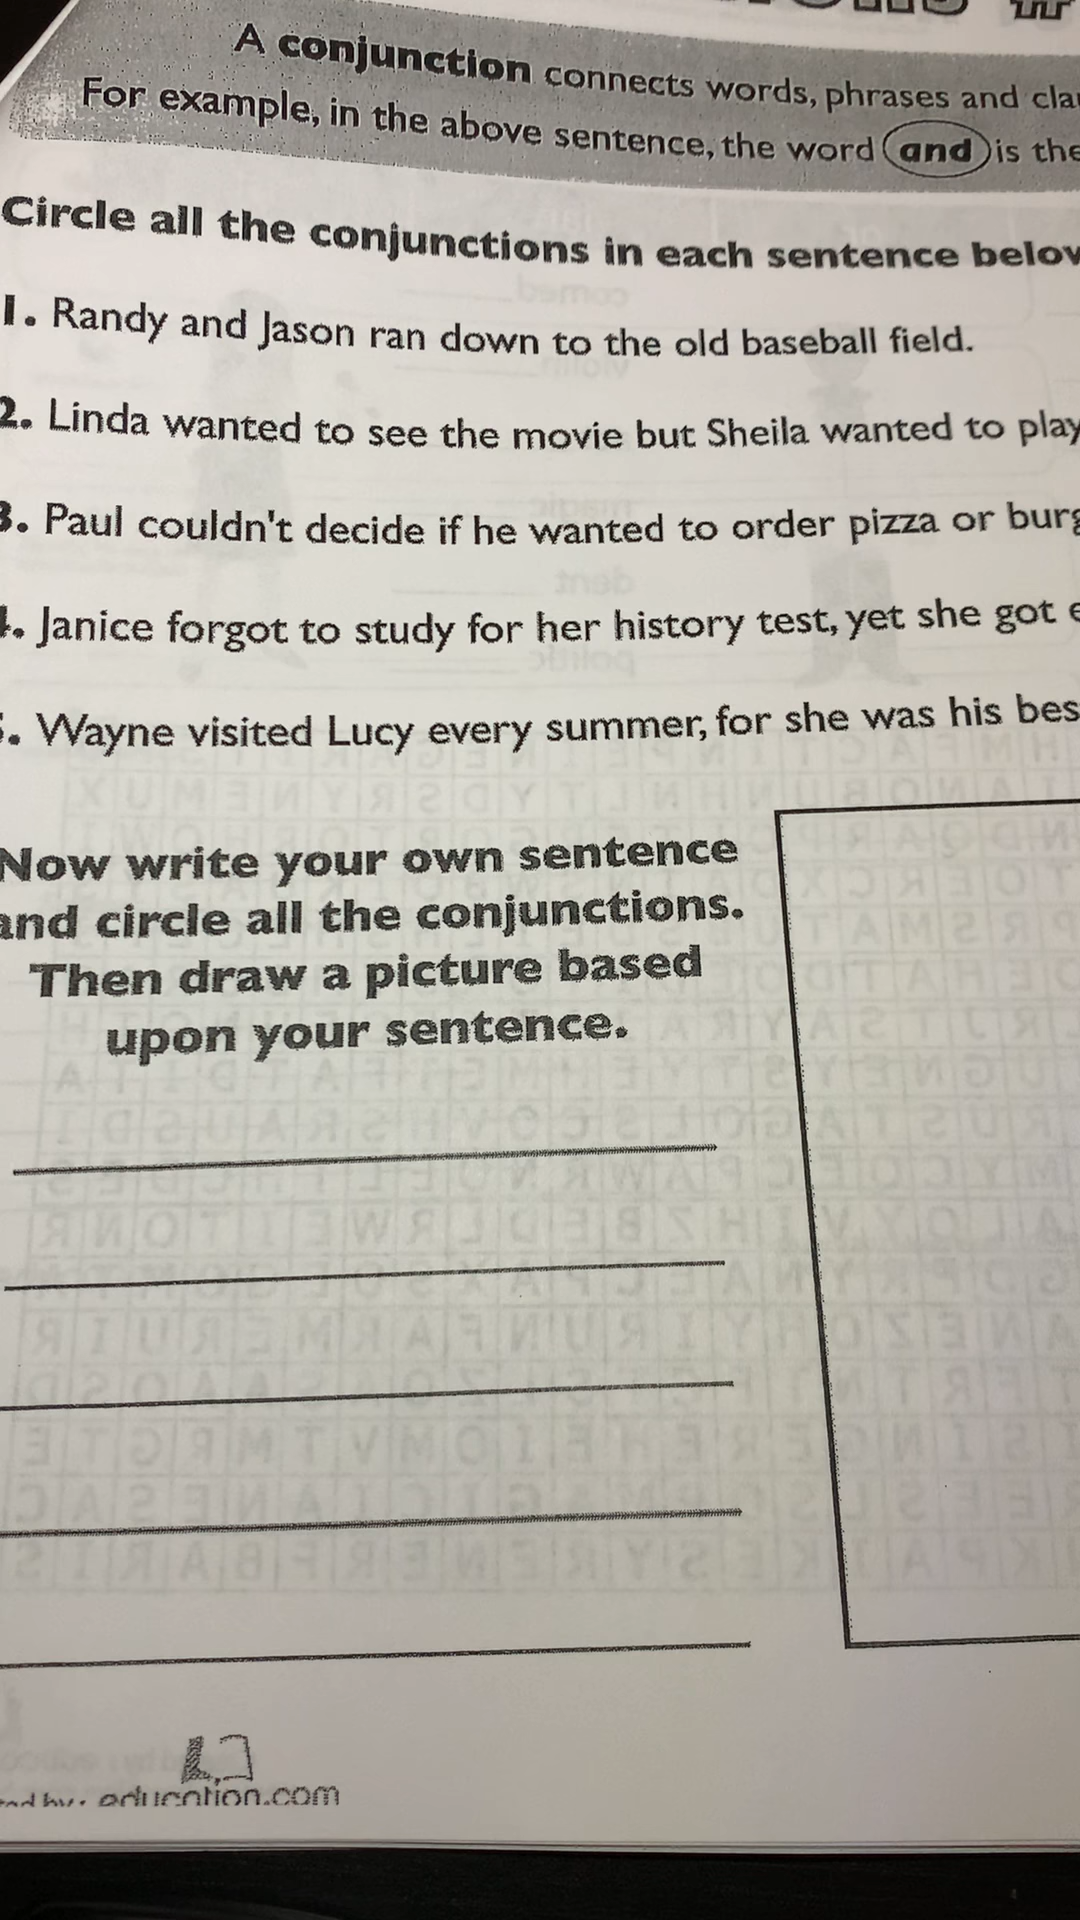 A conjunction connects words, phrases and
For example, in the above sentence, the word and is the
Circle all the conjunctions in each sentence
1. Randy and Jason ran down to the old baseball field.
2. Linda wanted to see the movie but Sheila wanted to play
3. Paul couldn't decide if he wanted to order pizza or
4. Janice forgot to study for her history test, yet she got
5. Wayne visited Lucy every summer, for she was his
Now write your own sentence
and circle all the conjunctions.
Then draw a picture based
upon your sentence.
by: education.com